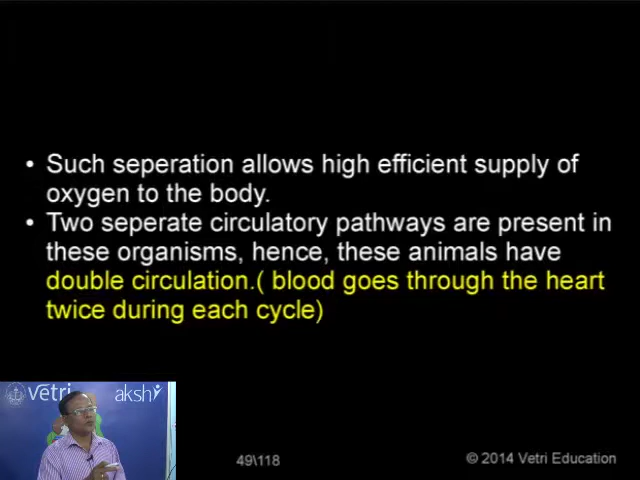 • Such seperation allows high efficient supply of
oxygen to the body.
• Two seperate circulatory pathways are present in
these organisms, hence, these animals have
double circulation.( blood goes through the heart
twice during each cycle)
vetri
aksh
49\118
© 2014 Vetri Education